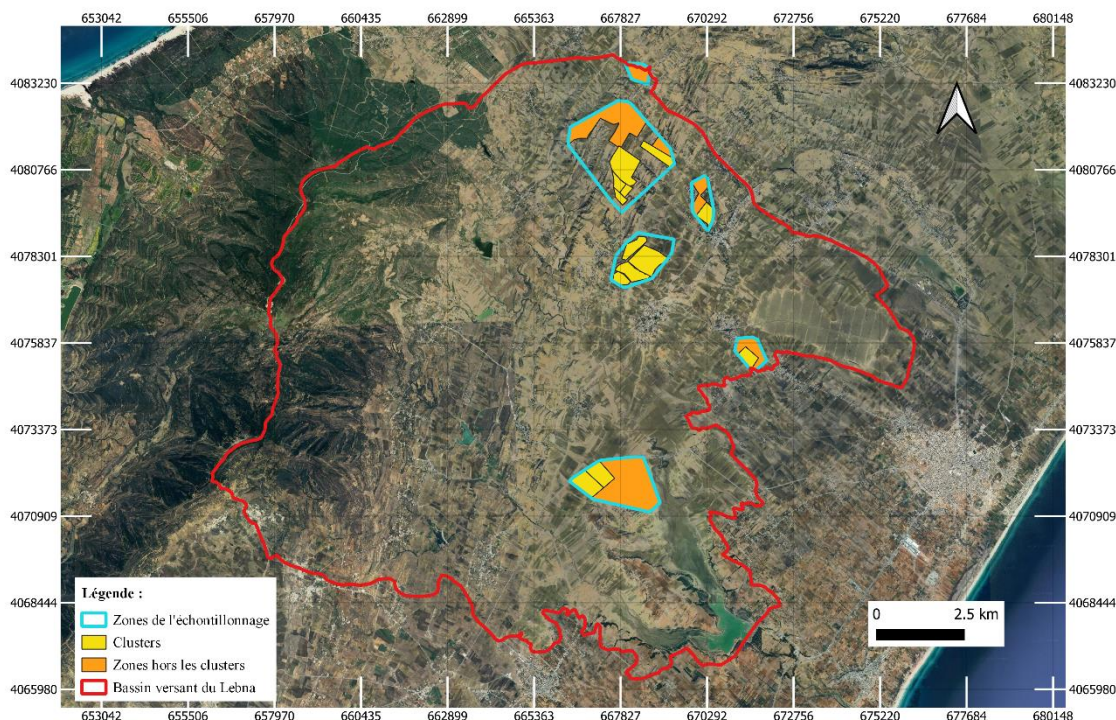 653042 655506 657970 660435 662899 665363 667827 670292 672756 675220 677684 680148
4083230 4083230
4080766 4080766
4078301 4078301
4075837 4075837
4073373 4073373
4070909 4070909
4068444 4068444
4065980 4065980
Légende :
Zones de l'échontillonnage
Clusters
Zones hors les clusters
Bassin versant du Lebna
0 2.5 km
653042 655506 657970 660435 662899 665363 667827 670292 672756 675220 677684 680148